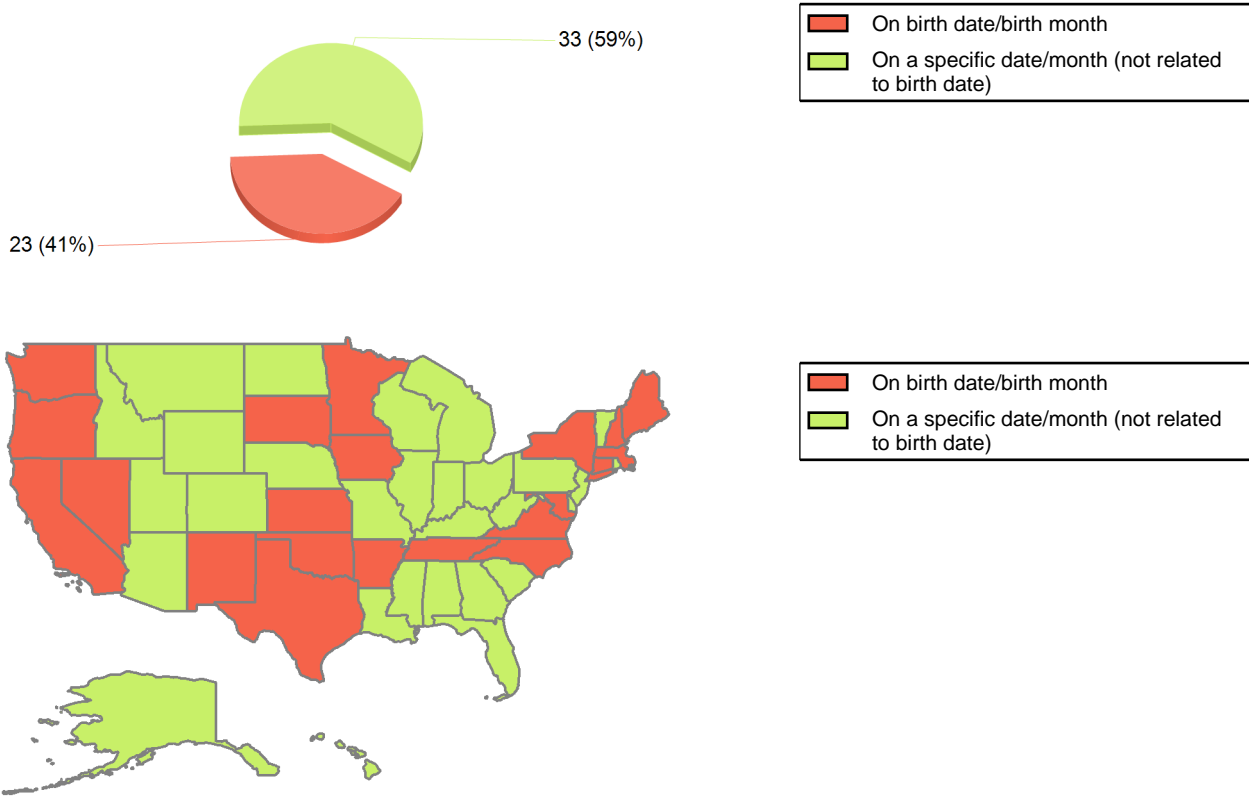 33 (59%)
23 (41%)
On birth date/birth month
On a specific date/month (not related
to birth date)
On birth date/birth month
On a specific date/month (not related
to birth date)